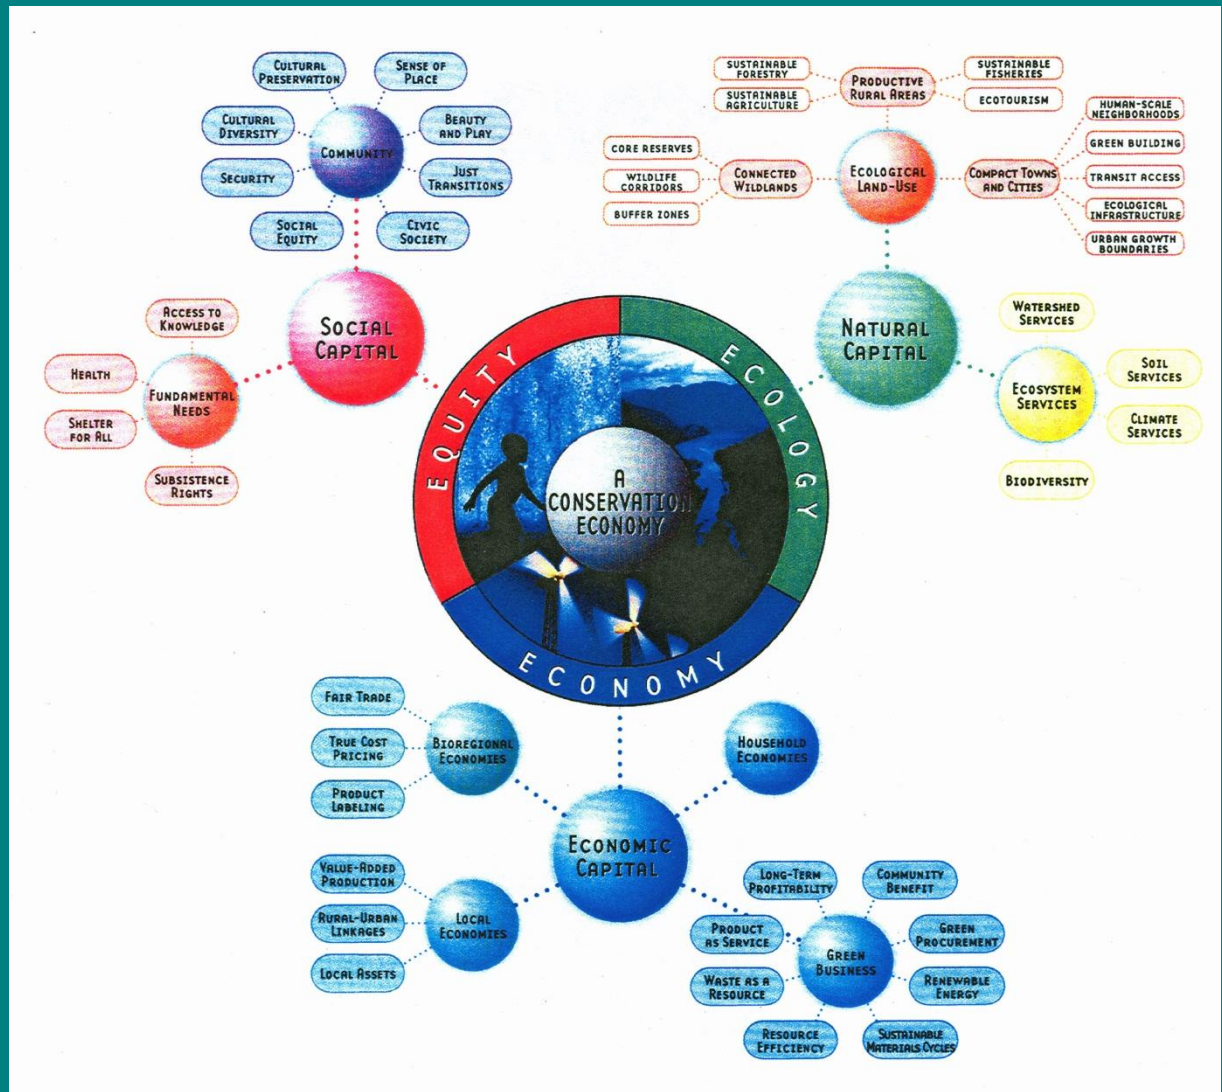 CULTURAL
PRESERVATION
SENSE OF
PLACE
CULTURAL
DIVERSITY
BEAUTY
AND PLAY
COMMUNITY
SECURITY
JUST
TRANSITIONS
SOCIAL
EQUITY
CIVIC
SOCIETY
SOCIAL
CAPITAL
ACCESS TO
KNOWLEDGE
HEALTH
FUNDAMENTAL
NEEDS
SHELTER
FOR ALL
SUBSISTENCE
RIGHTS
SUSTAINABLE
FORESTRY
SUSTAINABLE
AGRICULTURE
PRODUCTIVE
RURAL AREAS
SUSTAINABLE
FISHERIES
ECOTOURISM
CORE RESERVES
WILDLIFE
CORRIDORS
BUFFER ZONES
CONNECTED
WILDLANDS
ECOLOGICAL
LAND-USE
COMPACT TOWNS
AND CITIES
HUMAN-SCALE
NEIGHBORHOODS
GREEN BUILDING
TRANSIT ACCESS
ECOLOGICAL
INFRASTRUCTURE
URBAN GROWTH
BOUNDARIES
NATURAL
CAPITAL
WATERSHED
SERVICES
SOIL
SERVICES
ECOSYSTEM
SERVICES
CLIMATE
SERVICES
BIODIVERSITY
EQUITY
ECOLOGY
A
CONSERVATION
ECONOMY
ECONOMY
FAIR TRADE
TRUE COST
PRICING
PRODUCT
LABELING
BIOREGIONAL
ECONOMIES
HOUSEHOLD
ECONOMIES
ECONOMIC
CAPITAL
VALUE-ADDED
PRODUCTION
RURAL-URBAN
LINKAGES
LOCAL ASSETS
LOCAL
ECONOMIES
LONG-TERM
PROFITABILITY
COMMUNITY
BENEFIT
PRODUCT
AS SERVICE
GREEN
PROCUREMENT
GREEN
BUSINESS
WASTE AS A
RESOURCE
RENEWABLE
ENERGY
RESOURCE
EFFICIENCY
SUSTAINABLE
MATERIALS CYCLES